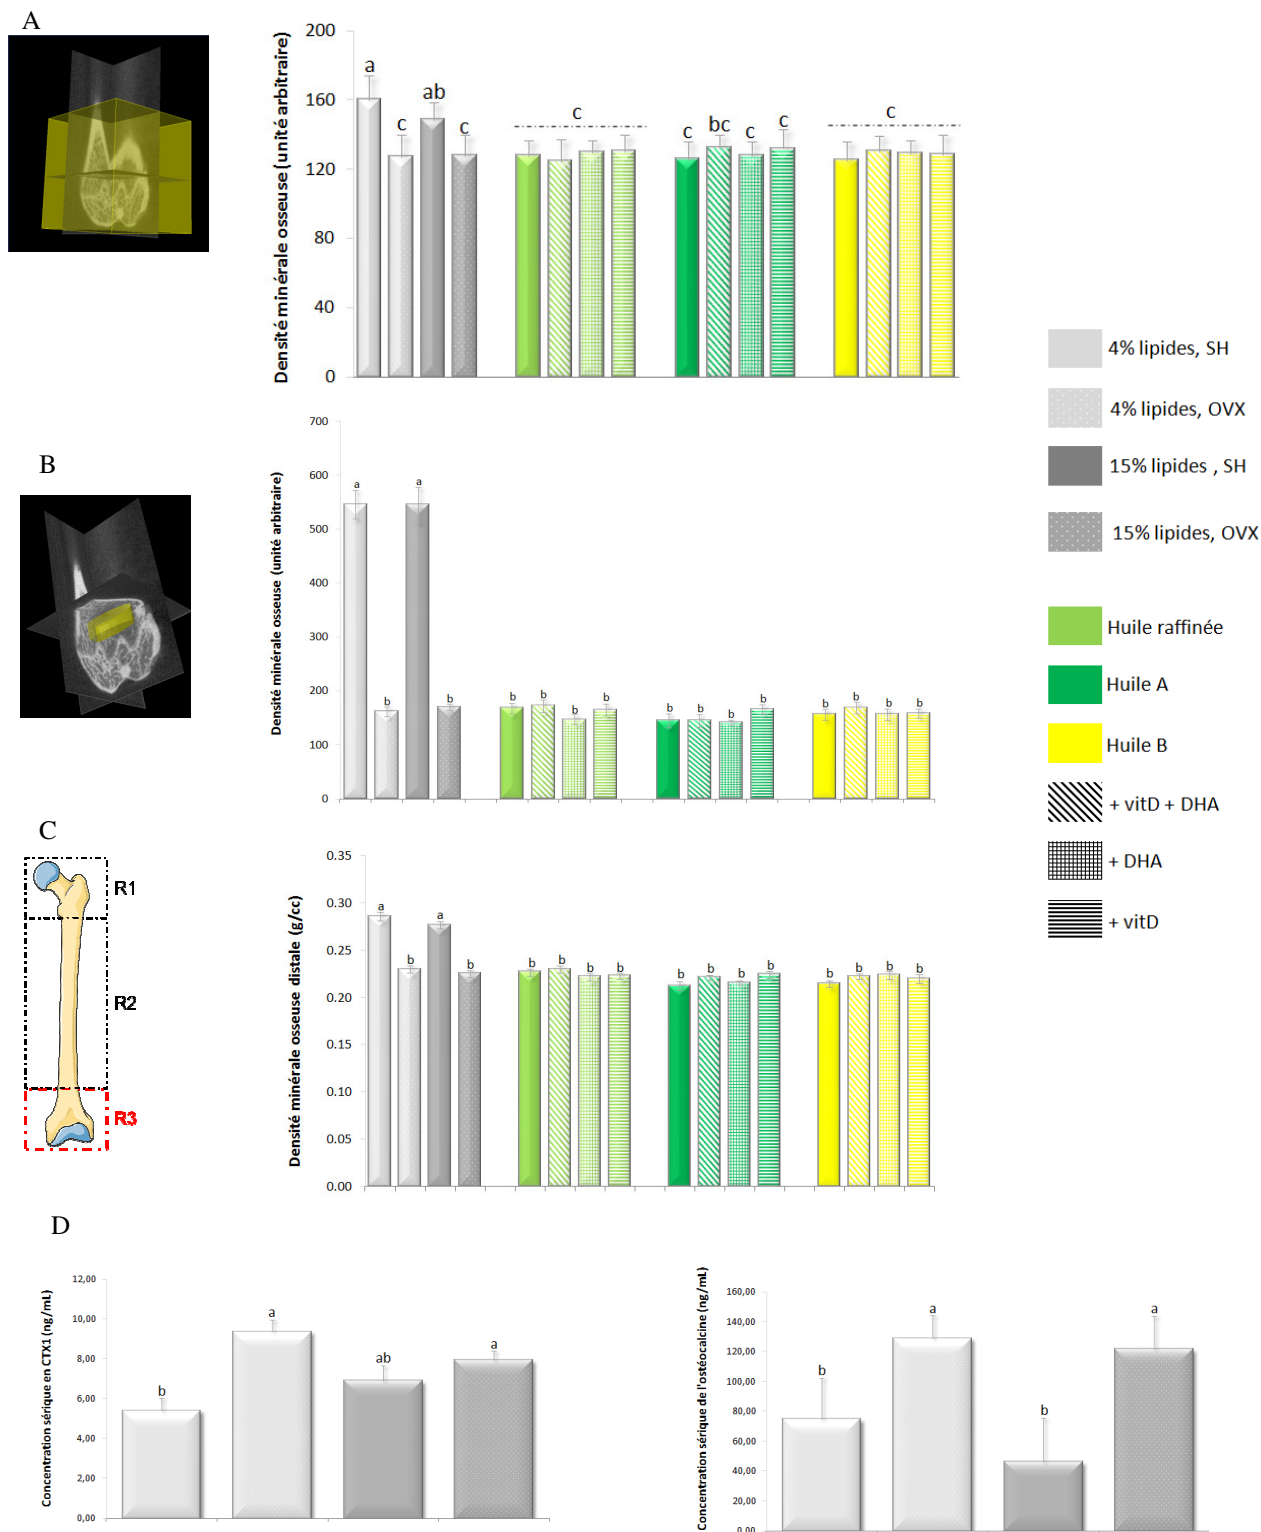 A
Densité minérale osseuse (unité arbitraire)
200
160
120
80
40
0
a
c
ab
c
c
c
bc
c
c
c
B
Densité minérale osseuse (unité arbitraire)
700
600
500
400
300
200
100
0
a
b
a
b
b
b
b
b
b
b
b
b
b
b
b
b
C
R1
R2
R3
Densité minérale osseuse distale (g/cc)
0.35
0.30
0.25
0.20
0.15
0.10
0.05
0.00
a
b
a
b
b
b
b
b
b
b
b
b
b
b
b
b
4% lipides, SH
4% lipides, OVX
15% lipides , SH
15% lipides, OVX
Huile raffinée
Huile A
Huile B
+ vitD + DHA
+ DHA
+ vitD
D
Concentration sérique en CTX1 (ng/mL)
12,00
10,00
8,00
6,00
4,00
2,00
0,00
b
a
ab
a
Concentration sérique de l'ostéocalcine (ng/mL)
160,00
140,00
120,00
100,00
80,00
60,00
40,00
20,00
0,00
b
a
b
a